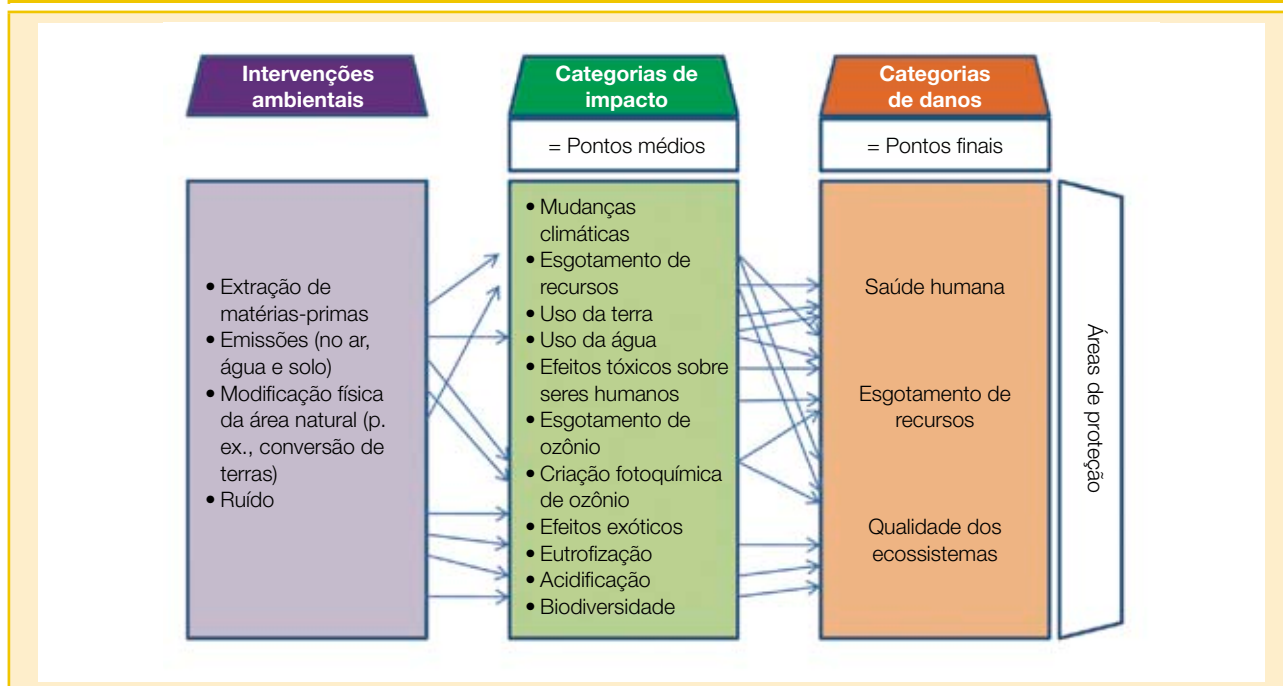 Intervenções
ambientais
Categorias de
impacto
= Pontos médios
Categorias
de danos
= Pontos finais
• Extração de
matérias-primas
• Emissões (no ar,
água e solo)
• Modificação física
da área natural (p.
ex., conversão de
terras)
• Ruído
• Mudanças
climáticas
• Esgotamento de
recursos
• Uso da terra
• Uso da água
• Efeitos tóxicos sobre
seres humanos
• Esgotamento de
ozônio
• Criação fotoquímica
de ozônio
• Efeitos exóticos
• Eutrofização
• Acidificação
• Biodiversidade
Saúde humana
Esgotamento de
recursos
Qualidade dos
ecossistemas
Áreas de proteção